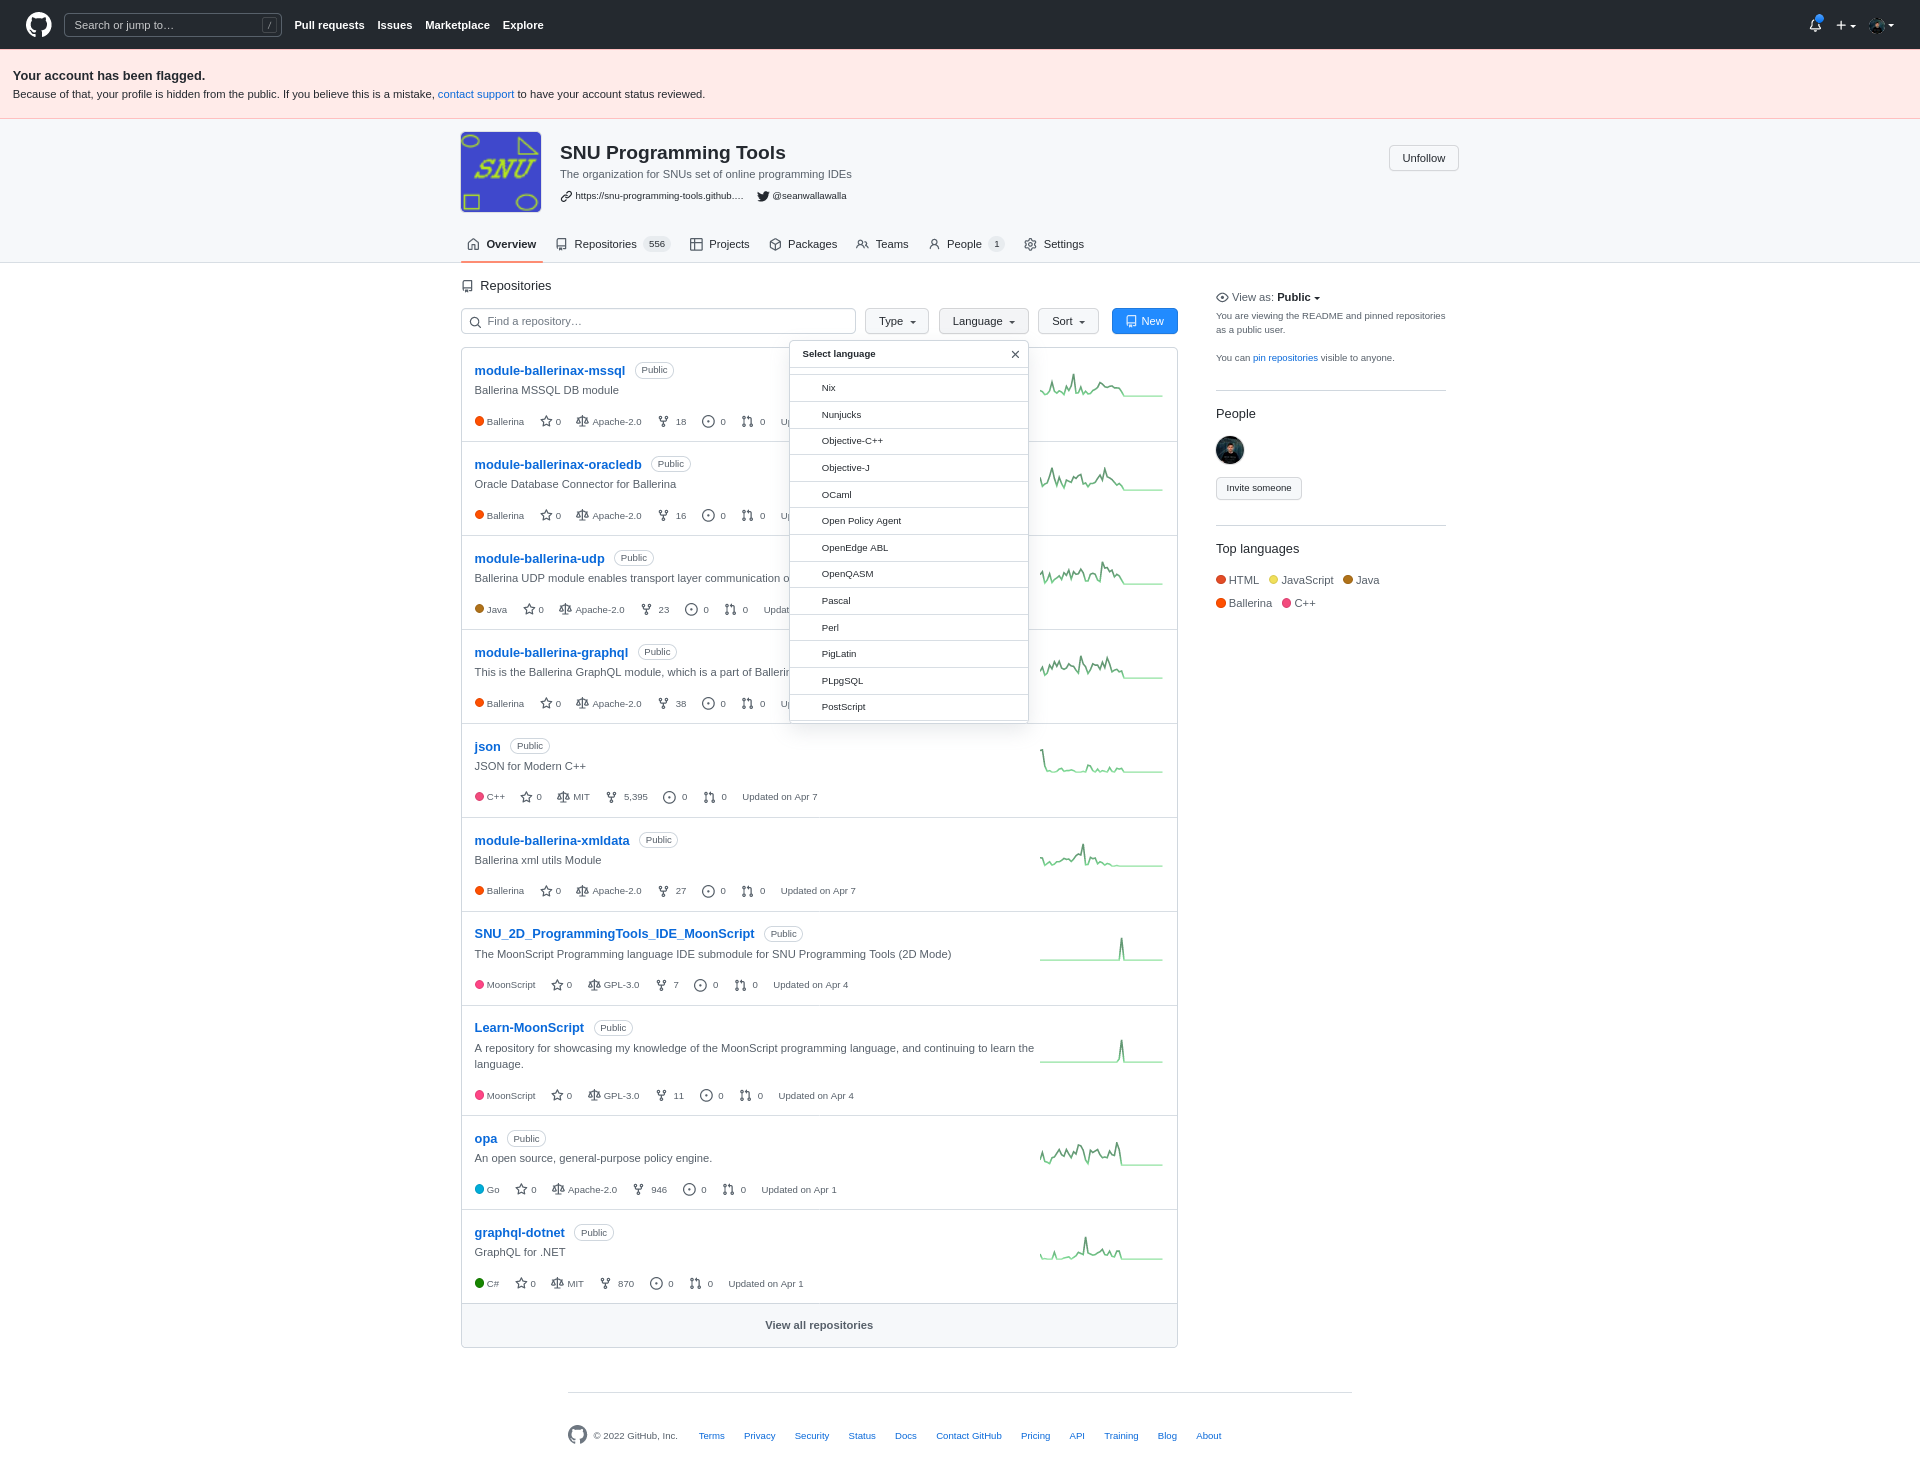 Search or jump to… /
Pull requests Issues Marketplace Explore
Your account has been flagged.
Because of that, your profile is hidden from the public. If you believe this is a mistake, contact support to have your account status reviewed.
SNU
SNU Programming Tools
Unfollow
The organization for SNUs set of online programming IDEs
https://snu-programming-tools.github.… @seanwallawalla
Overview Repositories 556 Projects Packages Teams People 1 Settings
Repositories
Find a repository…
Type Language Sort New
Select language
Nix
Nunjucks
Objective-C++
Objective-J
OCaml
Open Policy Agent
OpenEdge ABL
OpenQASM
Pascal
Perl
PigLatin
PLpgSQL
PostScript
module-ballerinax-mssql Public
Ballerina MSSQL DB module
Ballerina 0 Apache-2.0 18 0 0
module-ballerinax-oracledb Public
Oracle Database Connector for Ballerina
Ballerina 0 Apache-2.0 16 0 0
module-ballerina-udp Public
Ballerina UDP module enables transport layer communication o
Java 0 Apache-2.0 23 0 0 Updat
module-ballerina-graphql Public
This is the Ballerina GraphQL module, which is a part of Ballerin
Ballerina 0 Apache-2.0 38 0 0
json Public
JSON for Modern C++
C++ 0 MIT 5,395 0 0 Updated on Apr 7
module-ballerina-xmldata Public
Ballerina xml utils Module
Ballerina 0 Apache-2.0 27 0 0 Updated on Apr 7
SNU_2D_ProgrammingTools_IDE_MoonScript Public
The MoonScript Programming language IDE submodule for SNU Programming Tools (2D Mode)
MoonScript 0 GPL-3.0 7 0 0 Updated on Apr 4
Learn-MoonScript Public
A repository for showcasing my knowledge of the MoonScript programming language, and continuing to learn the
language.
MoonScript 0 GPL-3.0 11 0 0 Updated on Apr 4
opa Public
An open source, general-purpose policy engine.
Go 0 Apache-2.0 946 0 0 Updated on Apr 1
graphql-dotnet Public
GraphQL for .NET
C# 0 MIT 870 0 0 Updated on Apr 1
View all repositories
View as: Public
You are viewing the README and pinned repositories
as a public user.
You can pin repositories visible to anyone.
People
Invite someone
Top languages
HTML JavaScript Java
Ballerina C++
© 2022 GitHub, Inc. Terms Privacy Security Status Docs Contact GitHub Pricing API Training Blog About